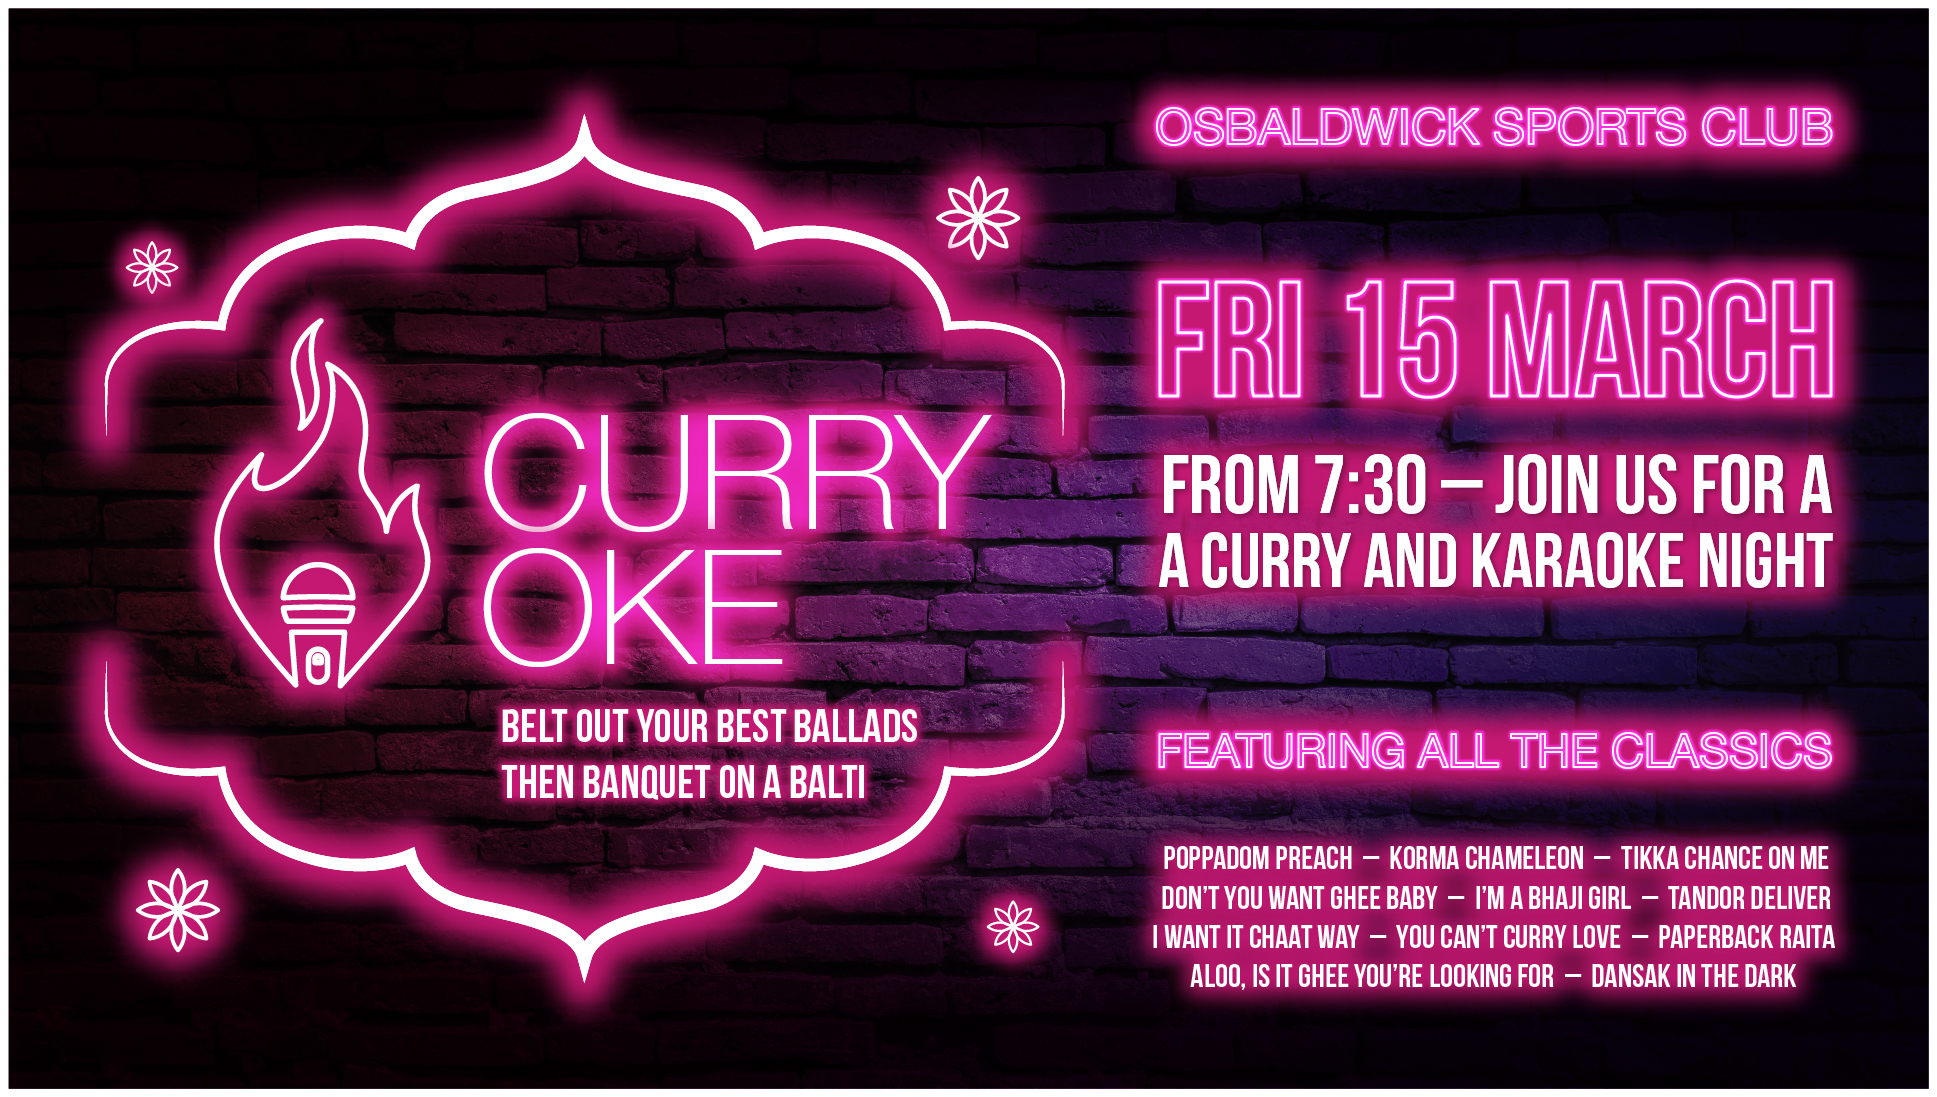 CURRY
OKE
BELT OUT YOUR BEST BALLADS
THEN BANQUET ON A BALTI
OSBALDWICK SPORTS CLUB
FRI 15 MARCH
FROM 7:30 – JOIN US FOR A
A CURRY AND KARAOKE NIGHT
FEATURING ALL THE CLASSICS
POPPADOM PREACH – KORMA CHAMELEON – TIKKA CHANCE ON ME
DON'T YOU WANT GHEE BABY – I'M A BHAJI GIRL – TANDOR DELIVER
I WANT IT CHAAT WAY – YOU CAN'T CURRY LOVE – PAPERBACK RAITA
ALOO, IS IT GHEE YOU'RE LOOKING FOR – DANSAK IN THE DARK